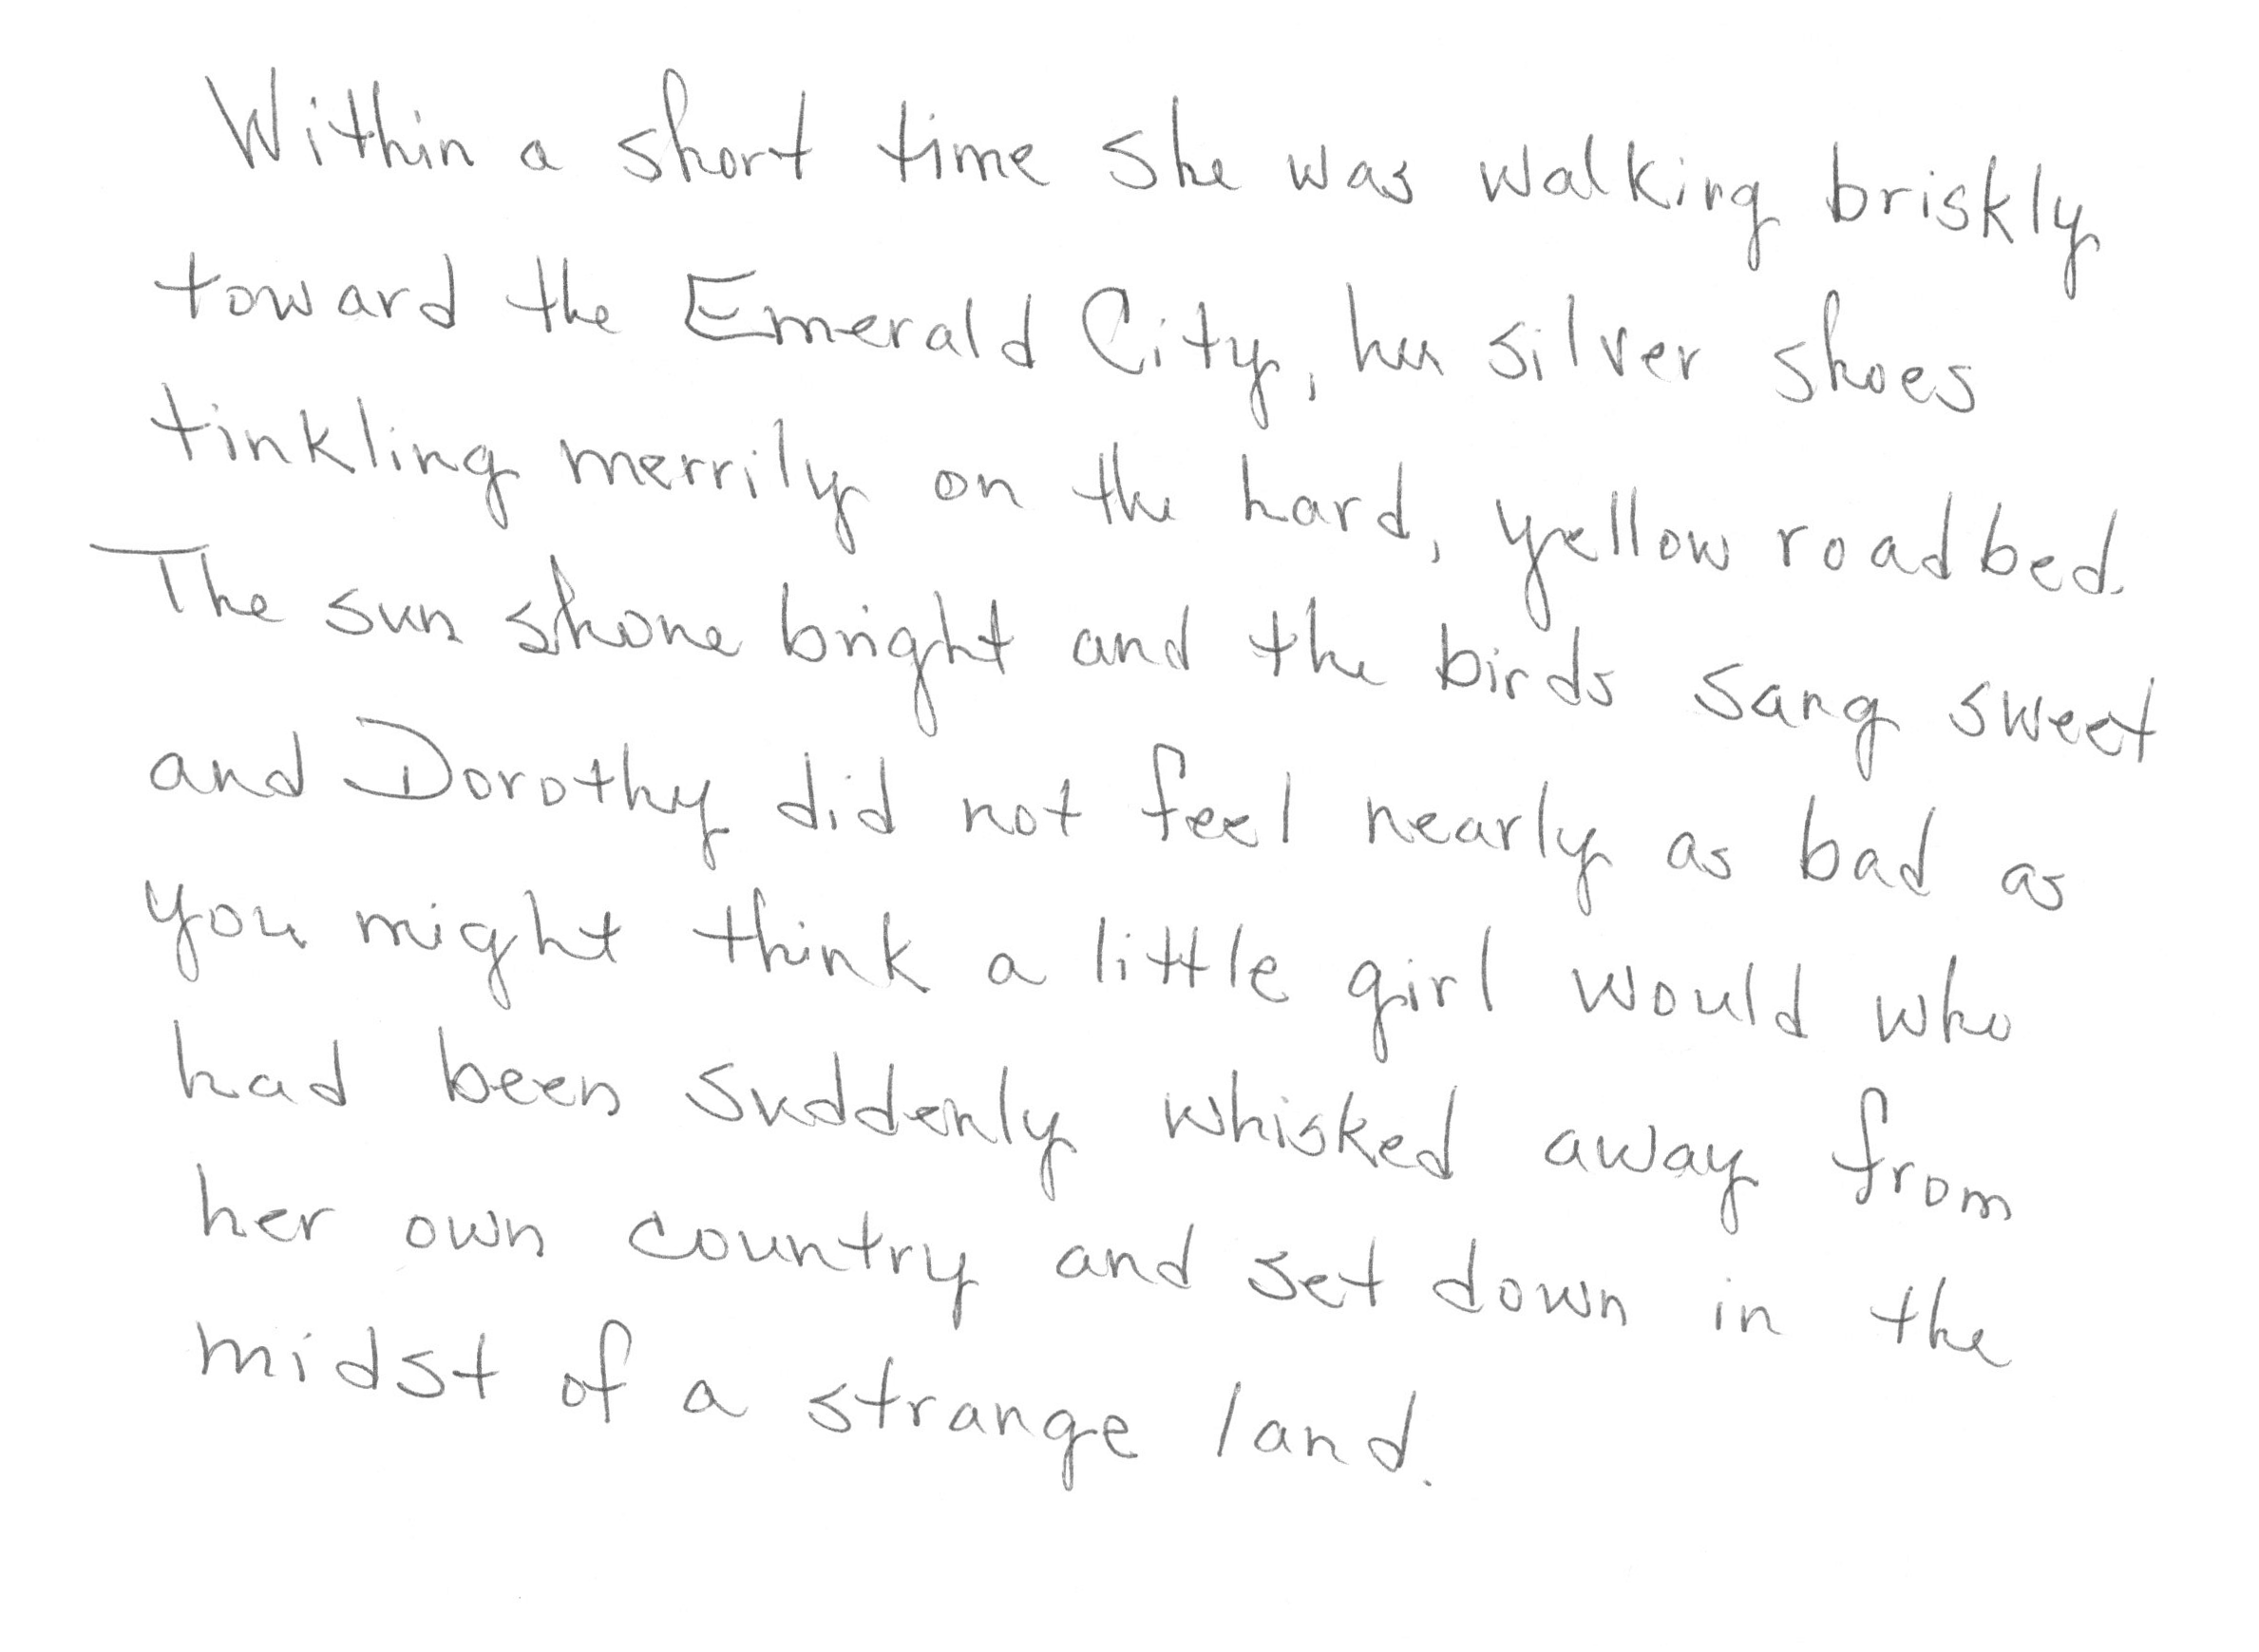 Within a short time she was walking briskly
toward the Emerald City, her silver shoes
tinkling merrily on the hard, yellow roadbed.
The sun shone bright and the birds sang sweet
and Dorothy did not feel nearly as bad as
you might think a little girl would who
had been suddenly whisked away from
her own country and set down in the
midst of a strange land.